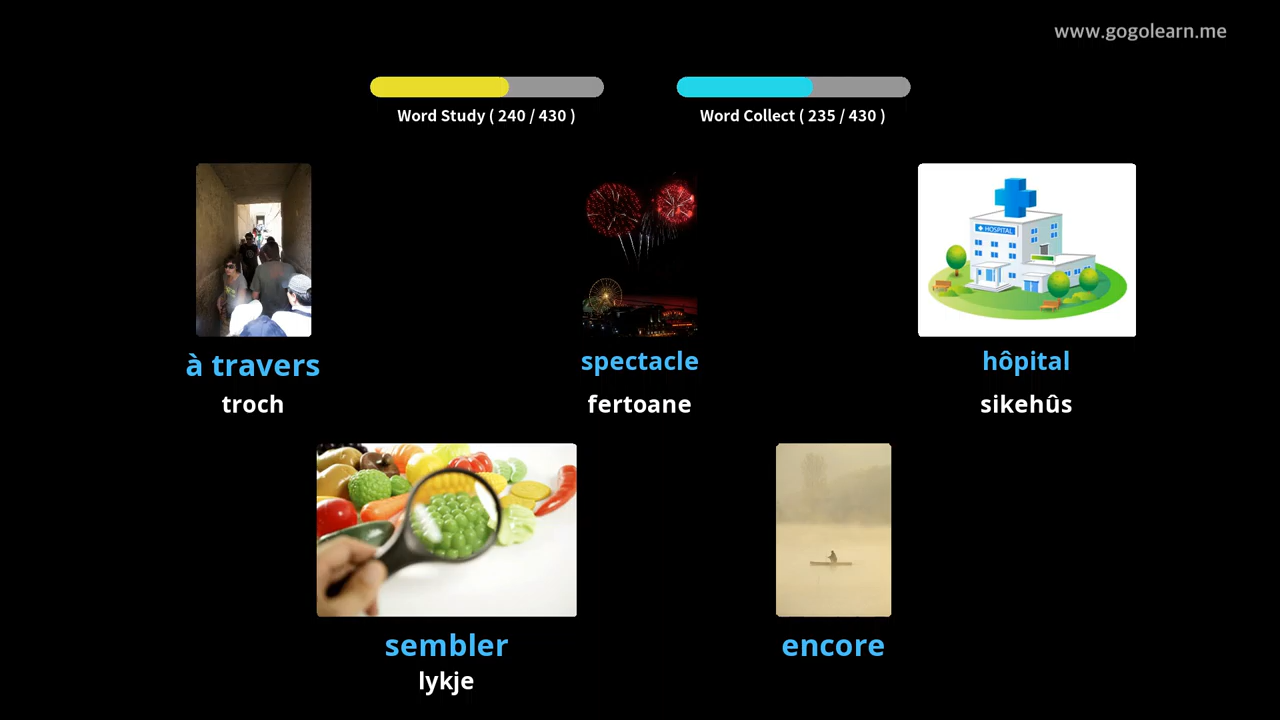 www.gogolearn.me
Word Study ( 240 / 430 )
Word Collect ( 235 / 430 )
HOSPITAL
à travers
spectacle
hôpital
troch
fertoane
sikehûs
sembler
encore
lykje